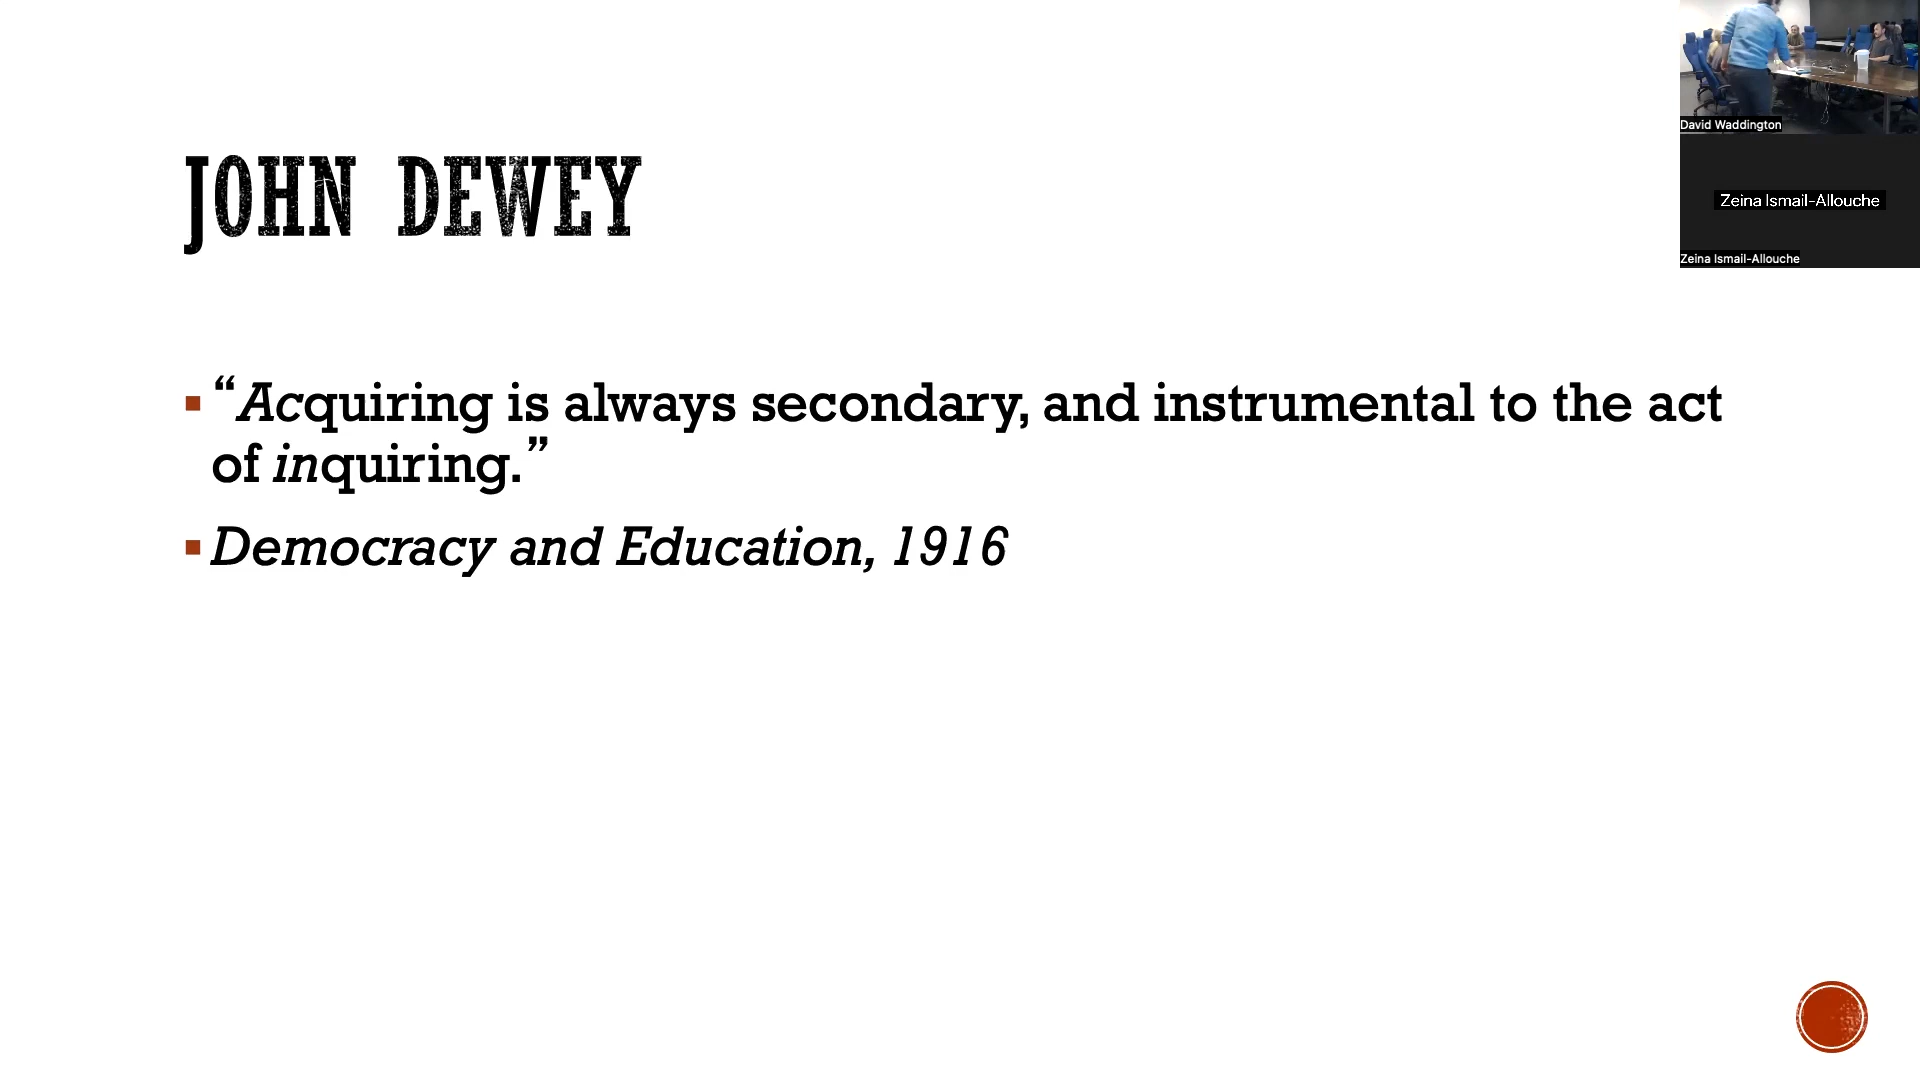 JOHN DEWEY
“Acquiring is always secondary, and instrumental to the act
of inquiring.”
Democracy and Education, 1916
David Waddington
Zeina Ismail-Allouche
Zeina Ismail-Allouche